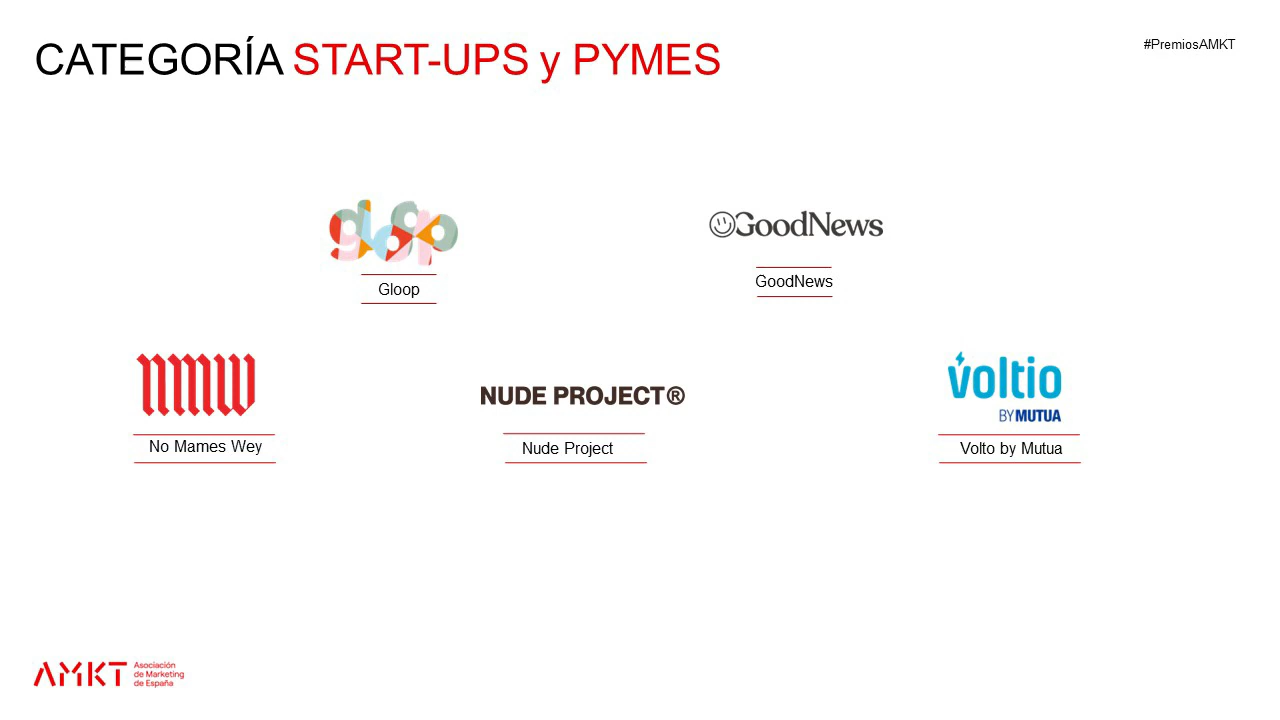 CATEGORÍA START-UPS y PYMES
#PremiosAMKT
gloop
GoodNews
Gloop
GoodNews
nmw
NUDE PROJECT®
voltio
BY MUTUA
No Mames Wey
Nude Project
Volto by Mutua
AMKT
Asociación
de Marketing
de España